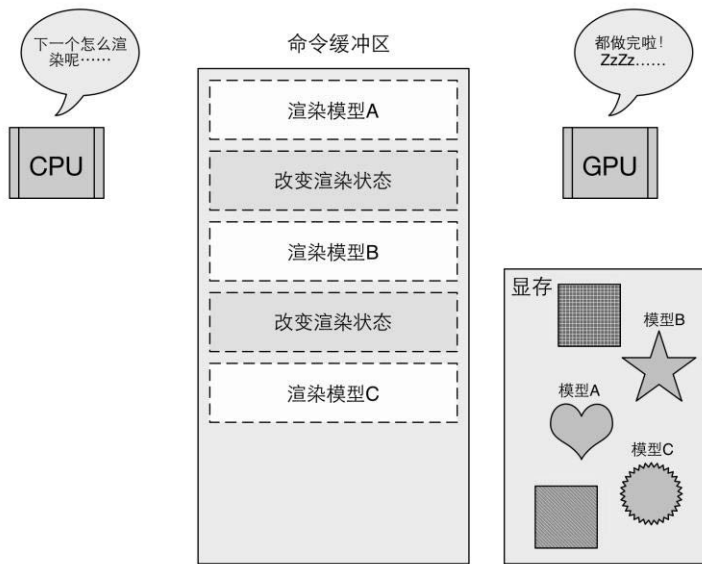 下一个怎么渲
染呢……
CPU
命令缓冲区
渲染模型A
改变渲染状态
渲染模型B
改变渲染状态
渲染模型C
都做完啦！
ZzZz……
GPU
显存
模型B
模型A
模型C